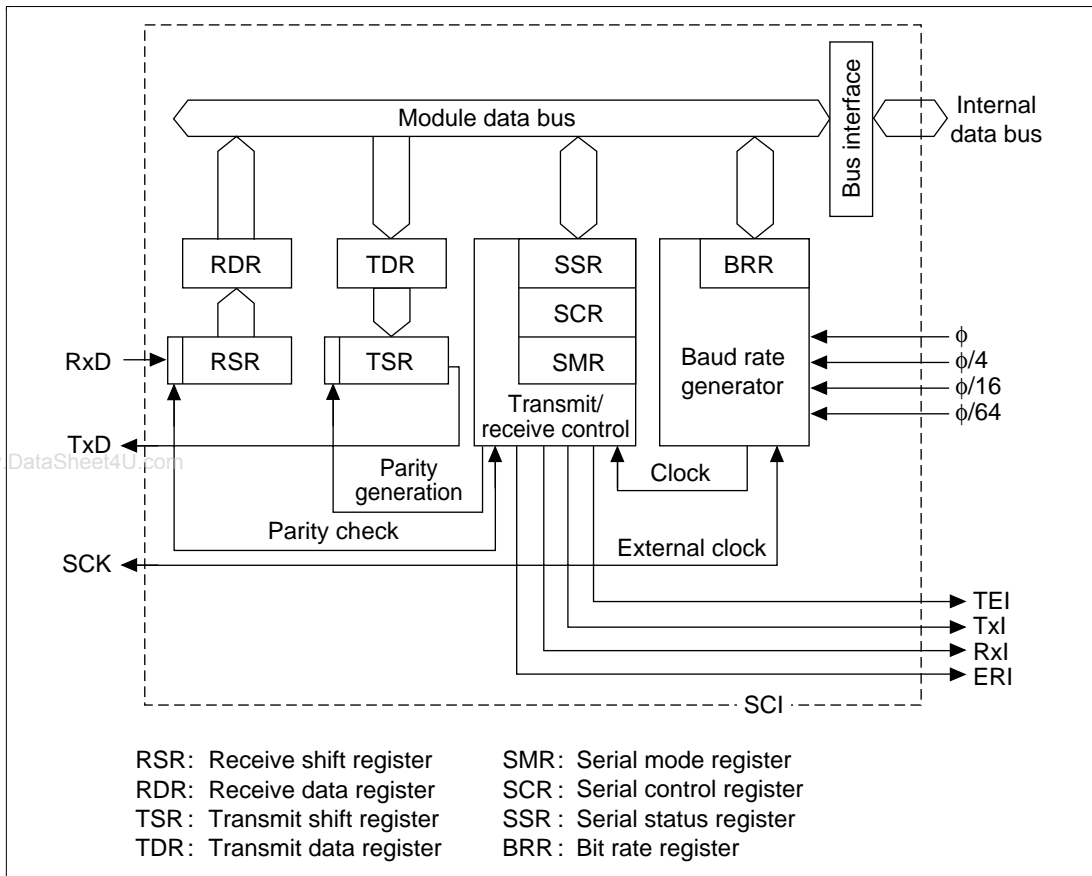 Module data bus
Bus interface
Internal
data bus
RDR
TDR
SSR
BRR
SCR
RxD
RSR
TSR
SMR
Baud rate
generator
ϕ
ϕ/4
ϕ/16
ϕ/64
Transmit/
receive control
TxD
.DataSheet4U.com
Parity
generation
Clock
Parity check
External clock
SCK
TEI
TxI
RxI
ERI
SCI
RSR: Receive shift register
RDR: Receive data register
TSR: Transmit shift register
TDR: Transmit data register
SMR: Serial mode register
SCR: Serial control register
SSR: Serial status register
BRR: Bit rate register